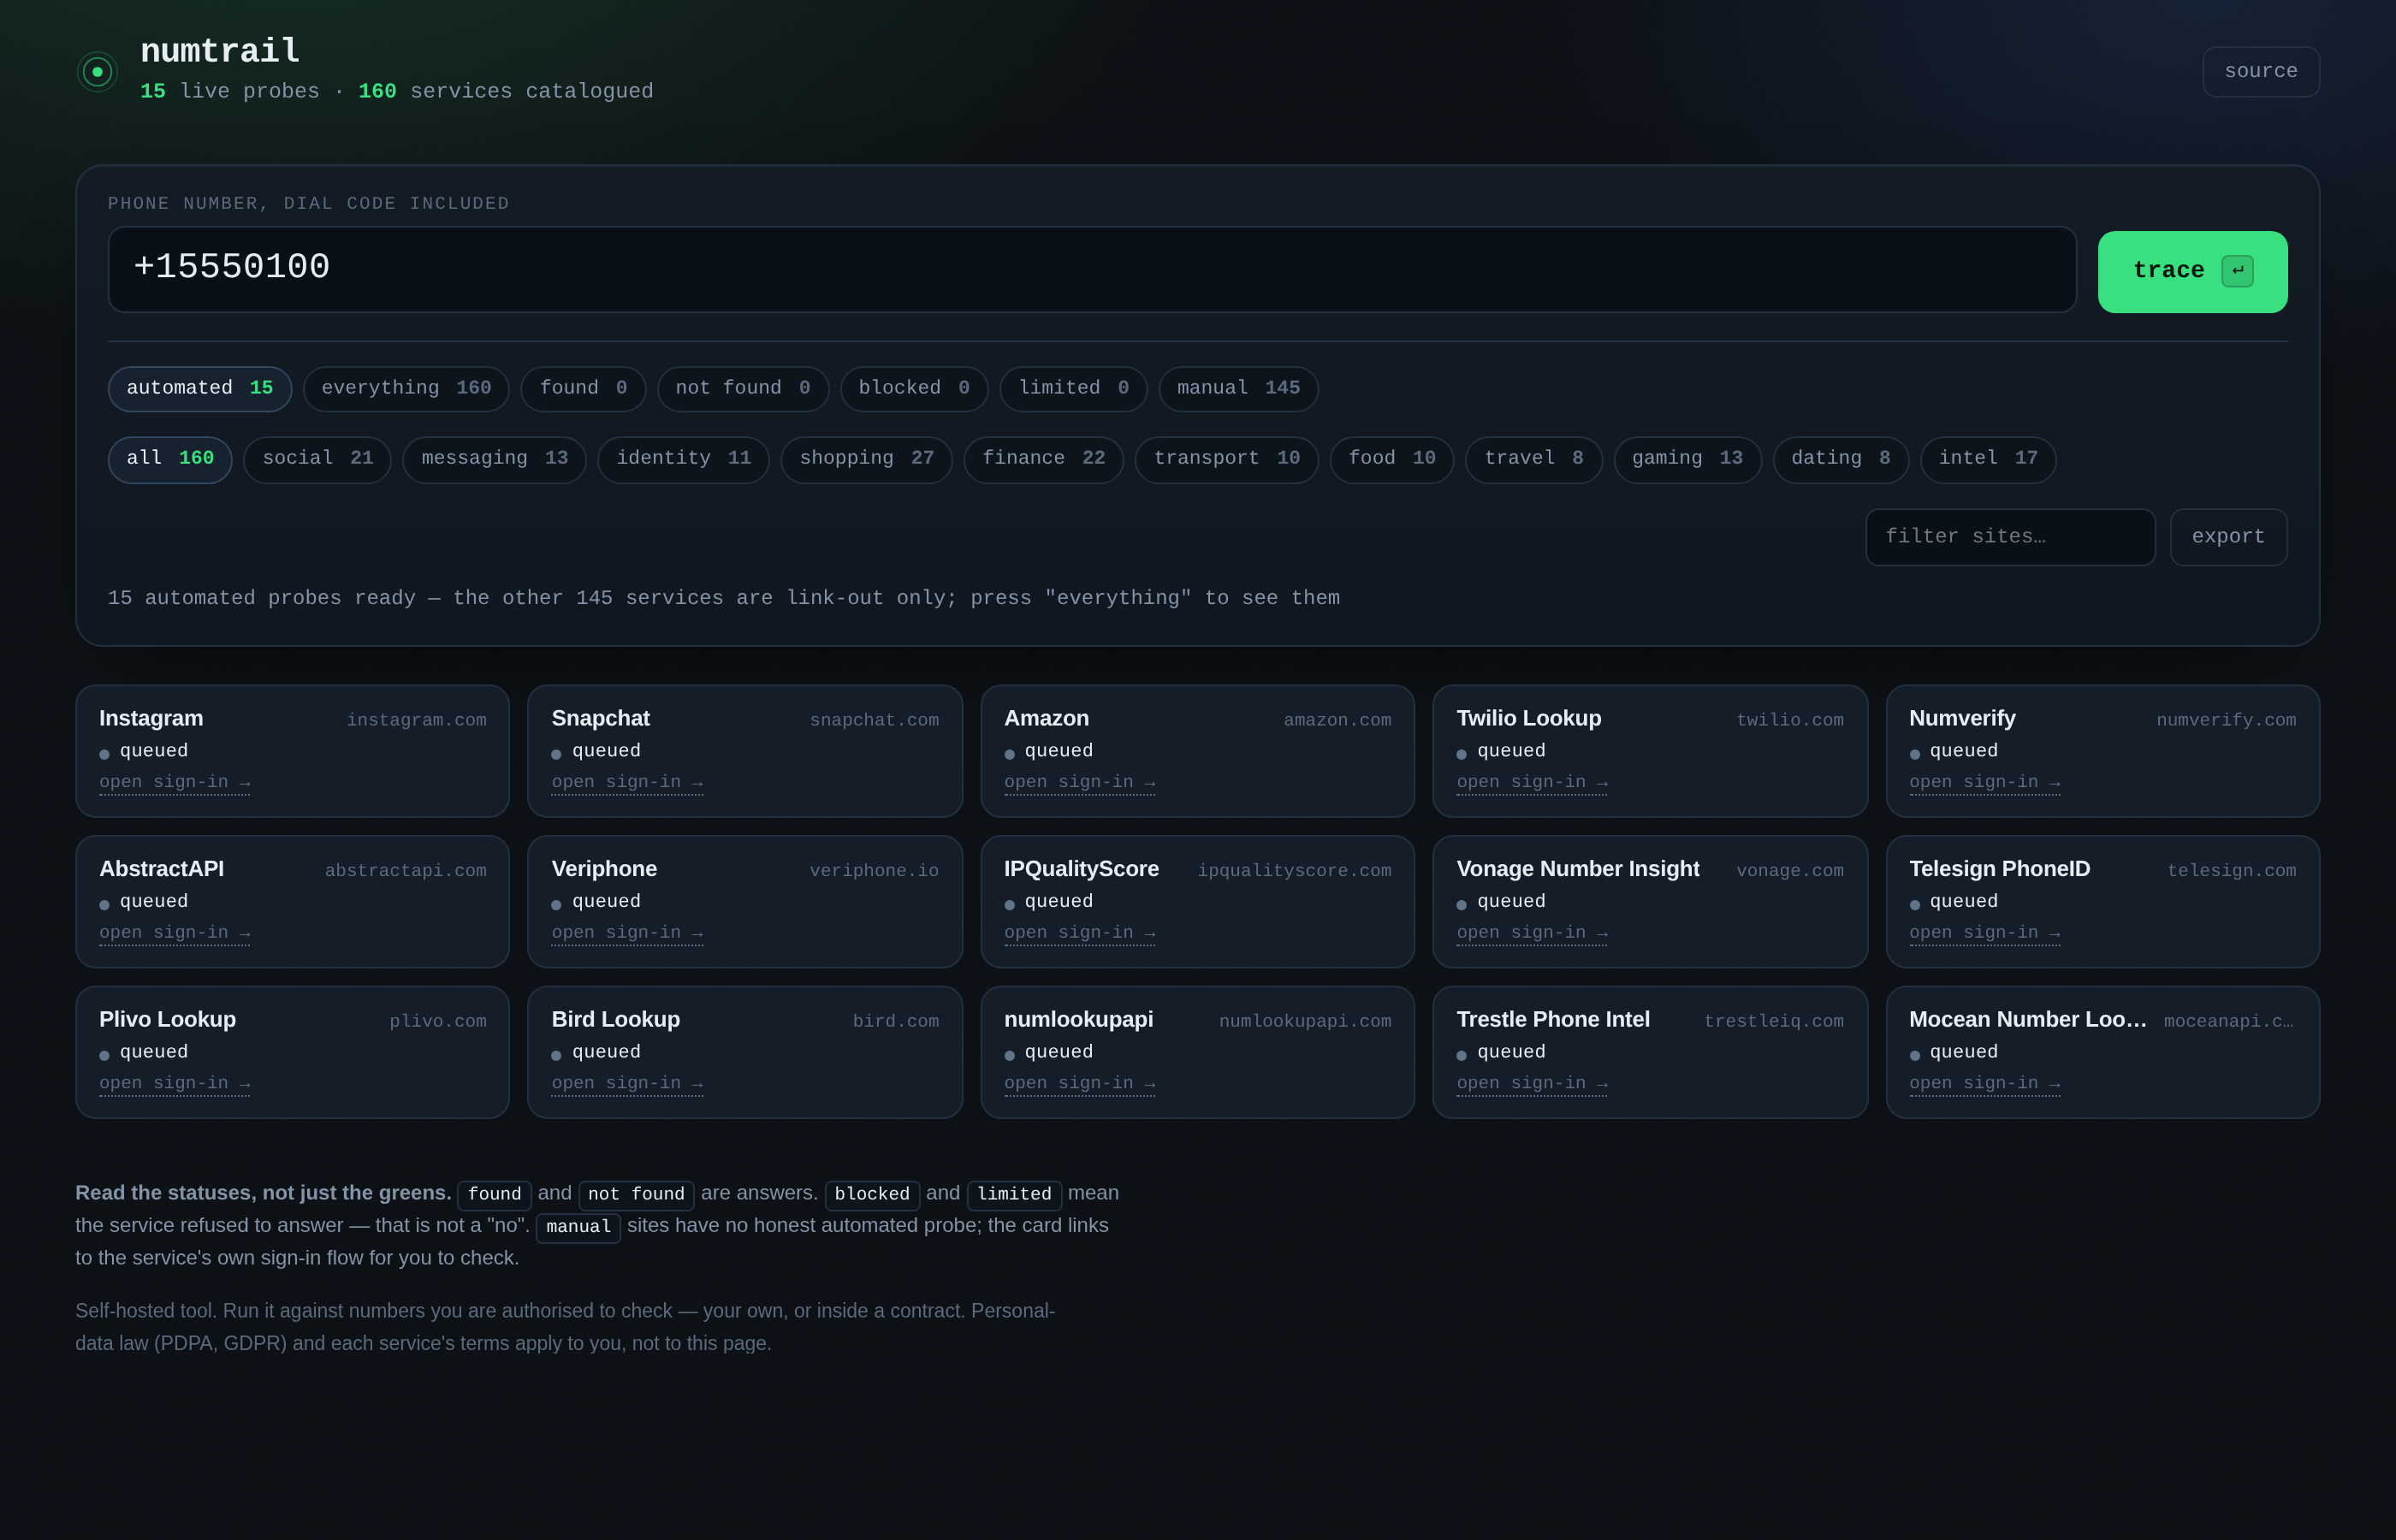 numtrail
15 live probes · 160 services catalogued
source
PHONE NUMBER, DIAL CODE INCLUDED
+15550100
trace ↵
automated 15 everything 160 found 0 not found 0 blocked 0 limited 0 manual 145
all 160 social 21 messaging 13 identity 11 shopping 27 finance 22 transport 10 food 10 travel 8 gaming 13 dating 8 intel 17
filter sites… export
15 automated probes ready — the other 145 services are link-out only; press "everything" to see them
Instagram instagram.com
queued
open sign-in →
Snapchat snapchat.com
queued
open sign-in →
Amazon amazon.com
queued
open sign-in →
Twilio Lookup twilio.com
queued
open sign-in →
Numverify numverify.com
queued
open sign-in →
AbstractAPI abstractapi.com
queued
open sign-in →
Veriphone veriphone.io
queued
open sign-in →
IPQualityScore ipqualityscore.com
queued
open sign-in →
Vonage Number Insight vonage.com
queued
open sign-in →
Telesign PhoneID telesign.com
queued
open sign-in →
Plivo Lookup plivo.com
queued
open sign-in →
Bird Lookup bird.com
queued
open sign-in →
numlookupapi numlookupapi.com
queued
open sign-in →
Trestle Phone Intel trestleiq.com
queued
open sign-in →
Mocean Number Loo… moceanapi.c…
queued
open sign-in →
Read the statuses, not just the greens. found and not found are answers. blocked and limited mean
the service refused to answer — that is not a "no". manual sites have no honest automated probe; the card links
to the service's own sign-in flow for you to check.
Self-hosted tool. Run it against numbers you are authorised to check — your own, or inside a contract. Personal-
data law (PDPA, GDPR) and each service's terms apply to you, not to this page.